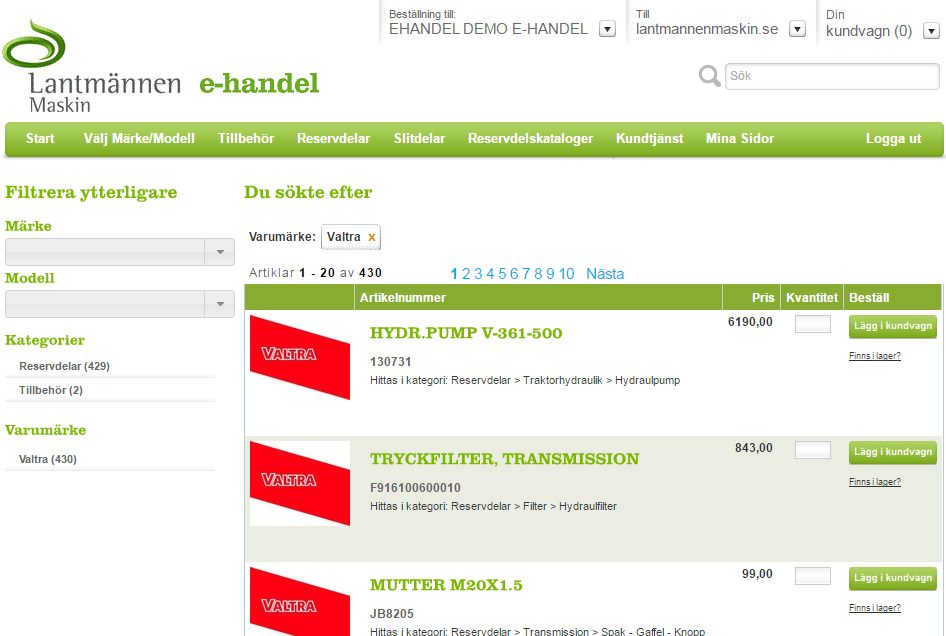 Beställning till:
EHANDEL DEMO E-HANDEL
Till
lantmannenmaskin.se
Din
kundvagn (0)
Lantmännen
Maskin
e-handel
Sök
Start Välj Märke/Modell Tillbehör Reservdelar Slitdelar Reservdelskataloger Kundtjänst Mina Sidor Logga ut
Filtrera ytterligare
Märke
Modell
Kategorier
Reservdelar (429)
Tillbehör (2)
Varumärke
Valtra (430)
Du sökte efter
Varumärke: Valtra x
Artiklar 1 - 20 av 430 1 2 3 4 5 6 7 8 9 10 Nästa
Artikelnummer Pris Kvantitet Beställ
VALTRA
HYDR.PUMP V-361-500
130731
Hittas i kategori: Reservdelar > Traktorhydraulik > Hydraulpump
6190,00
Lägg i kundvagn
Finns i lager?
VALTRA
TRYCKFILTER, TRANSMISSION
F916100600010
Hittas i kategori: Reservdelar > Filter > Hydraulfilter
843,00
Lägg i kundvagn
Finns i lager?
VALTRA
MUTTER M20X1.5
JB8205
Hittas i kategori: Reservdelar > Transmission > Spak - Gaffel - Knopp
99,00
Lägg i kundvagn
Finns i lager?